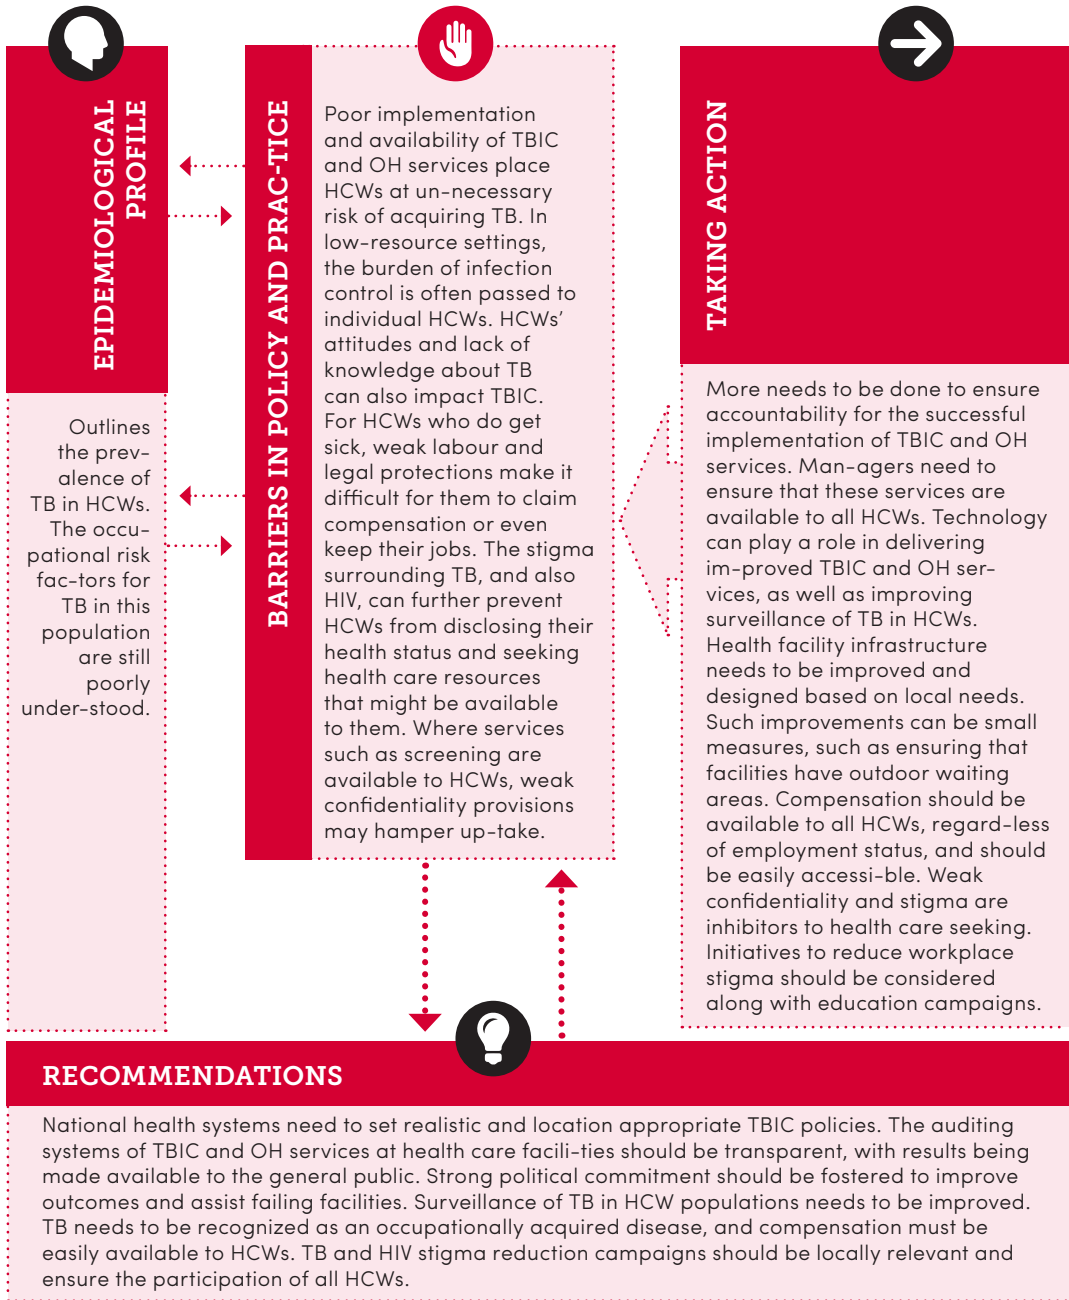 EPIDEMIOLOGICAL
PROFILE
Outlines
the prev-
alence of
TB in HCWs.
The occu-
pational risk
fac-tors for
TB in this
population
are still
poorly
under-stood.
BARRIERS IN POLICY AND PRAC-TICE
Poor implementation
and availability of TBIC
and OH services place
HCWs at un-necessary
risk of acquiring TB. In
low-resource settings,
the burden of infection
control is often passed to
individual HCWs. HCWs’
attitudes and lack of
knowledge about TB
can also impact TBIC.
For HCWs who do get
sick, weak labour and
legal protections make it
difficult for them to claim
compensation or even
keep their jobs. The stigma
surrounding TB, and also
HIV, can further prevent
HCWs from disclosing their
health status and seeking
health care resources
that might be available
to them. Where services
such as screening are
available to HCWs, weak
confidentiality provisions
may hamper up-take.
TAKING ACTION
More needs to be done to ensure
accountability for the successful
implementation of TBIC and OH
services. Man-agers need to
ensure that these services are
available to all HCWs. Technology
can play a role in delivering
im-proved TBIC and OH ser-
vices, as well as improving
surveillance of TB in HCWs.
Health facility infrastructure
needs to be improved and
designed based on local needs.
Such improvements can be small
measures, such as ensuring that
facilities have outdoor waiting
areas. Compensation should be
available to all HCWs, regard-less
of employment status, and should
be easily accessi-ble. Weak
confidentiality and stigma are
inhibitors to health care seeking.
Initiatives to reduce workplace
stigma should be considered
along with education campaigns.
RECOMMENDATIONS
National health systems need to set realistic and location appropriate TBIC policies. The auditing
systems of TBIC and OH services at health care facili-ties should be transparent, with results being
made available to the general public. Strong political commitment should be fostered to improve
outcomes and assist failing facilities. Surveillance of TB in HCW populations needs to be improved.
TB needs to be recognized as an occupationally acquired disease, and compensation must be
easily available to HCWs. TB and HIV stigma reduction campaigns should be locally relevant and
ensure the participation of all HCWs.